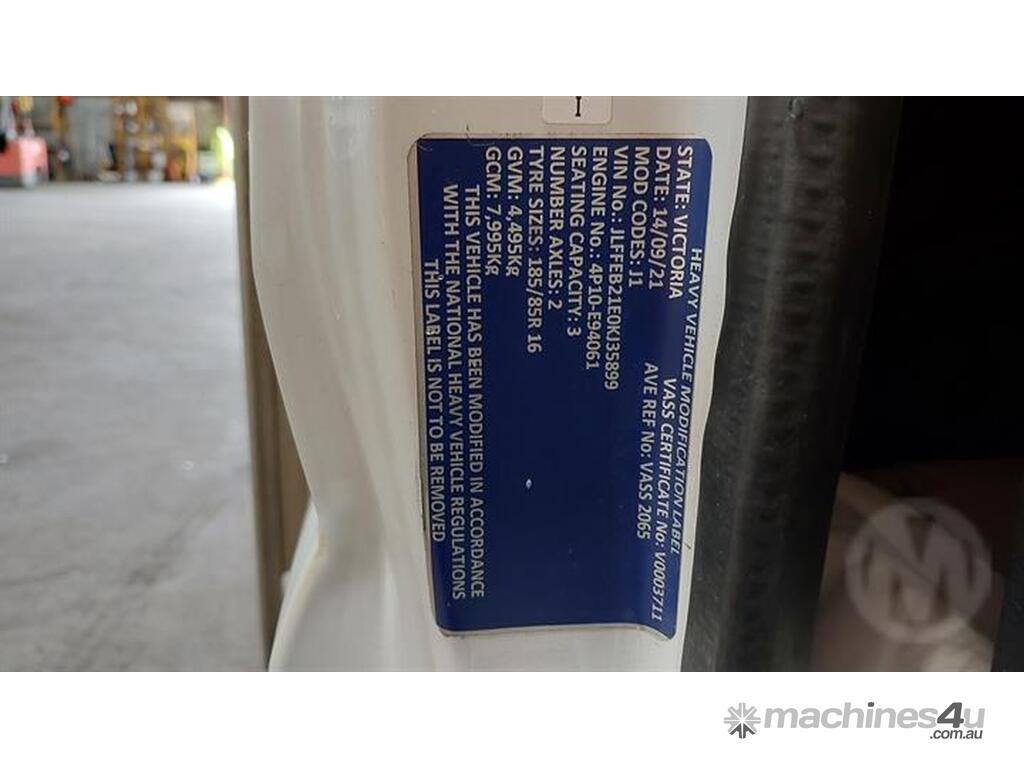 I
HEAVY VEHICLE MODIFICATION LABEL
STATE: VICTORIA VASS CERTIFICATE No: V0003711
DATE: 14/09/21 AVE REF No: VASS 2065
MOD CODES: J1
VIN No.: JLFFEB21E0KJ35899
ENGINE No.: 4P10-E94061
SEATING CAPACITY: 3
NUMBER AXLES: 2
TYRE SIZES: 185/85R 16
GVM: 4,495Kg
GCM: 7,995Kg
THIS VEHICLE HAS BEEN MODIFIED IN ACCORDANCE
WITH THE NATIONAL HEAVY VEHICLE REGULATIONS
THIS LABEL IS NOT TO BE REMOVED
M
machines4u
.com.au